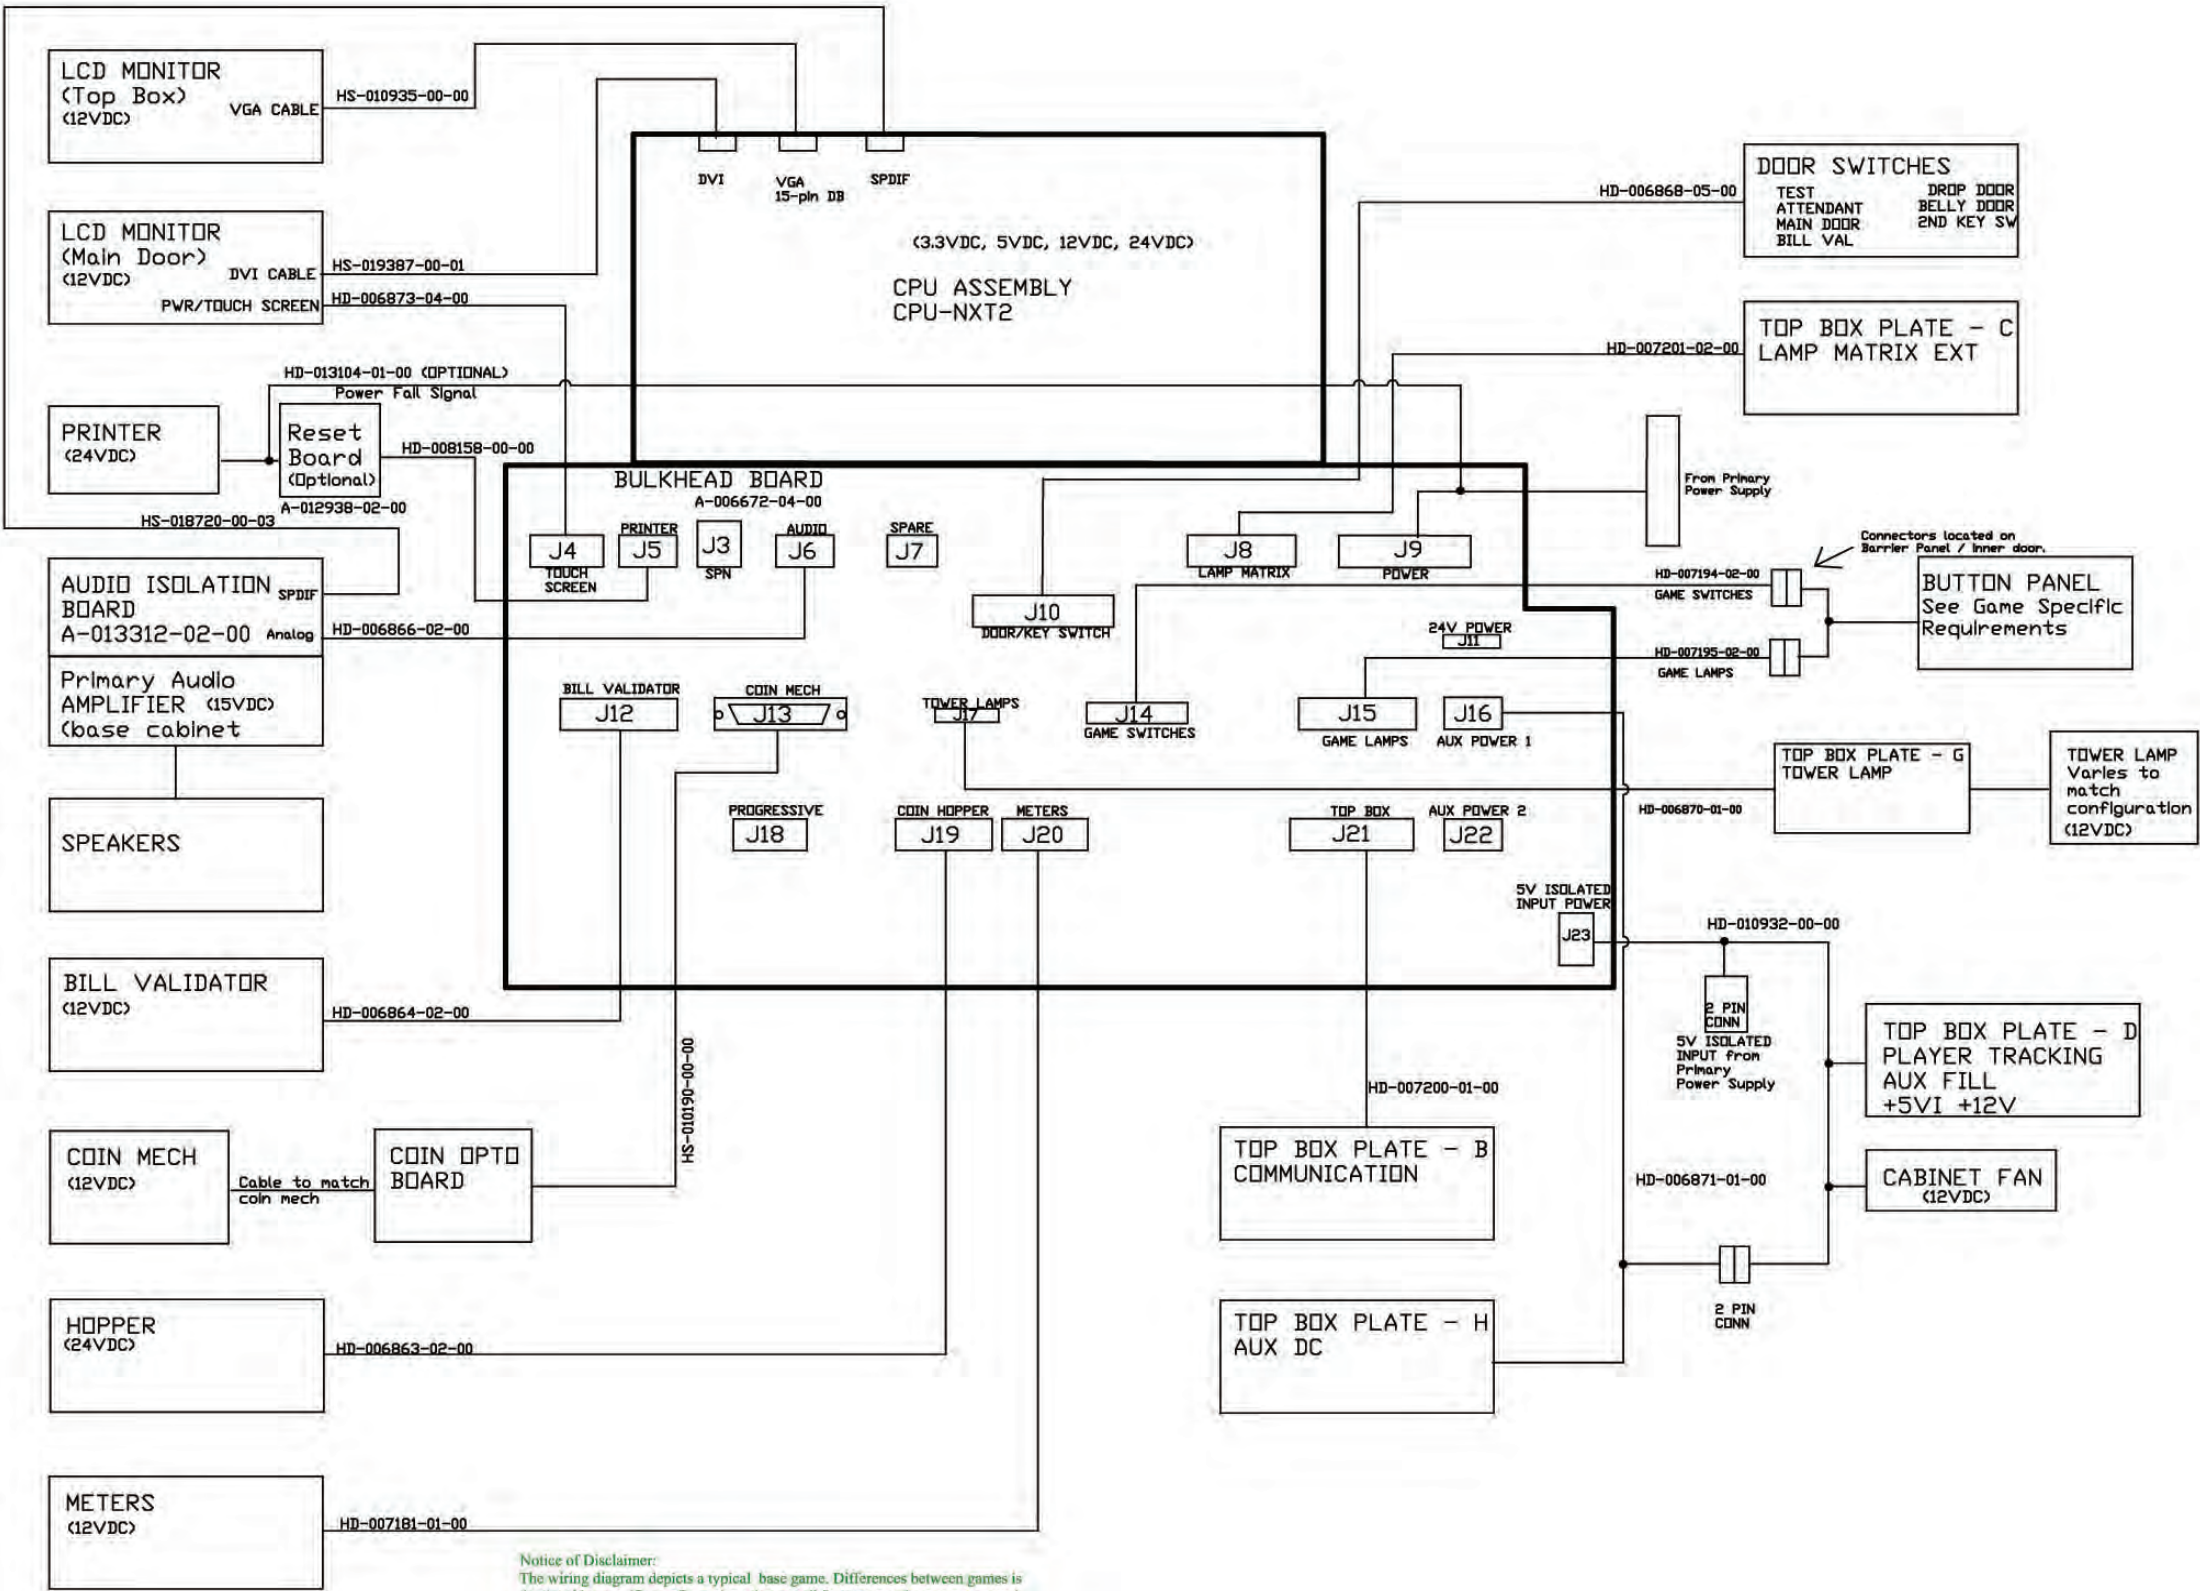 LCD MONITOR
(Top Box)
(12VDC)
VGA CABLE
HS-010935-00-00
LCD MONITOR
(Main Door)
(12VDC)
DVI CABLE
HS-019387-00-01
PWR/TOUCH SCREEN
HD-006873-04-00
DVI
VGA
15-pin DB
SPDIF
(3.3VDC, 5VDC, 12VDC, 24VDC)
CPU ASSEMBLY
CPU-NXT2
HD-006868-05-00
DOOR SWITCHES
TEST
ATTENDANT
MAIN DOOR
BILL VAL
DROP DOOR
BELLY DOOR
2ND KEY SW
HD-007201-02-00
TOP BOX PLATE - C
LAMP MATRIX EXT
HD-013104-01-00 (OPTIONAL)
Power Fail Signal
PRINTER
(24VDC)
Reset
Board
(Optional)
A-012938-02-00
HD-008158-00-00
HS-018720-00-03
BULKHEAD BOARD
A-006672-04-00
From Primary
Power Supply
J4
TOUCH
SCREEN
PRINTER
J5
J3
SPN
AUDIO
J6
SPARE
J7
J8
LAMP MATRIX
J9
POWER
J10
DOOR/KEY SWITCH
Connectors located on
Barrier Panel / Inner door.
HD-007194-02-00
GAME SWITCHES
BUTTON PANEL
See Game Specific
Requirements
24V POWER
J11
HD-007195-02-00
GAME LAMPS
AUDIO ISOLATION
BOARD
A-013312-02-00
SPDIF
Analog
HD-006866-02-00
Primary Audio
AMPLIFIER (15VDC)
(base cabinet
SPEAKERS
BILL VALIDATOR
J12
COIN MECH
J13
TOWER LAMPS
J17
J14
GAME SWITCHES
J15
GAME LAMPS
J16
AUX POWER 1
TOP BOX PLATE - G
TOWER LAMP
TOWER LAMP
Varies to
match
configuration
(12VDC)
HD-006870-01-00
PROGRESSIVE
J18
COIN HOPPER
J19
METERS
J20
TOP BOX
J21
AUX POWER 2
J22
5V ISOLATED
INPUT POWER
J23
HD-010932-00-00
2 PIN
CONN
5V ISOLATED
INPUT from
Primary
Power Supply
TOP BOX PLATE - D
PLAYER TRACKING
AUX FILL
+5VI +12V
BILL VALIDATOR
(12VDC)
HD-006864-02-00
HS-010190-00-00
HD-007200-01-00
COIN MECH
(12VDC)
Cable to match
coin mech
COIN OPTO
BOARD
TOP BOX PLATE - B
COMMUNICATION
HD-006871-01-00
CABINET FAN
(12VDC)
2 PIN
CONN
HOPPER
(24VDC)
HD-006863-02-00
TOP BOX PLATE - H
AUX DC
METERS
(12VDC)
HD-007181-01-00
Notice of Disclaimer:
The wiring diagram depicts a typical base game. Differences between games is